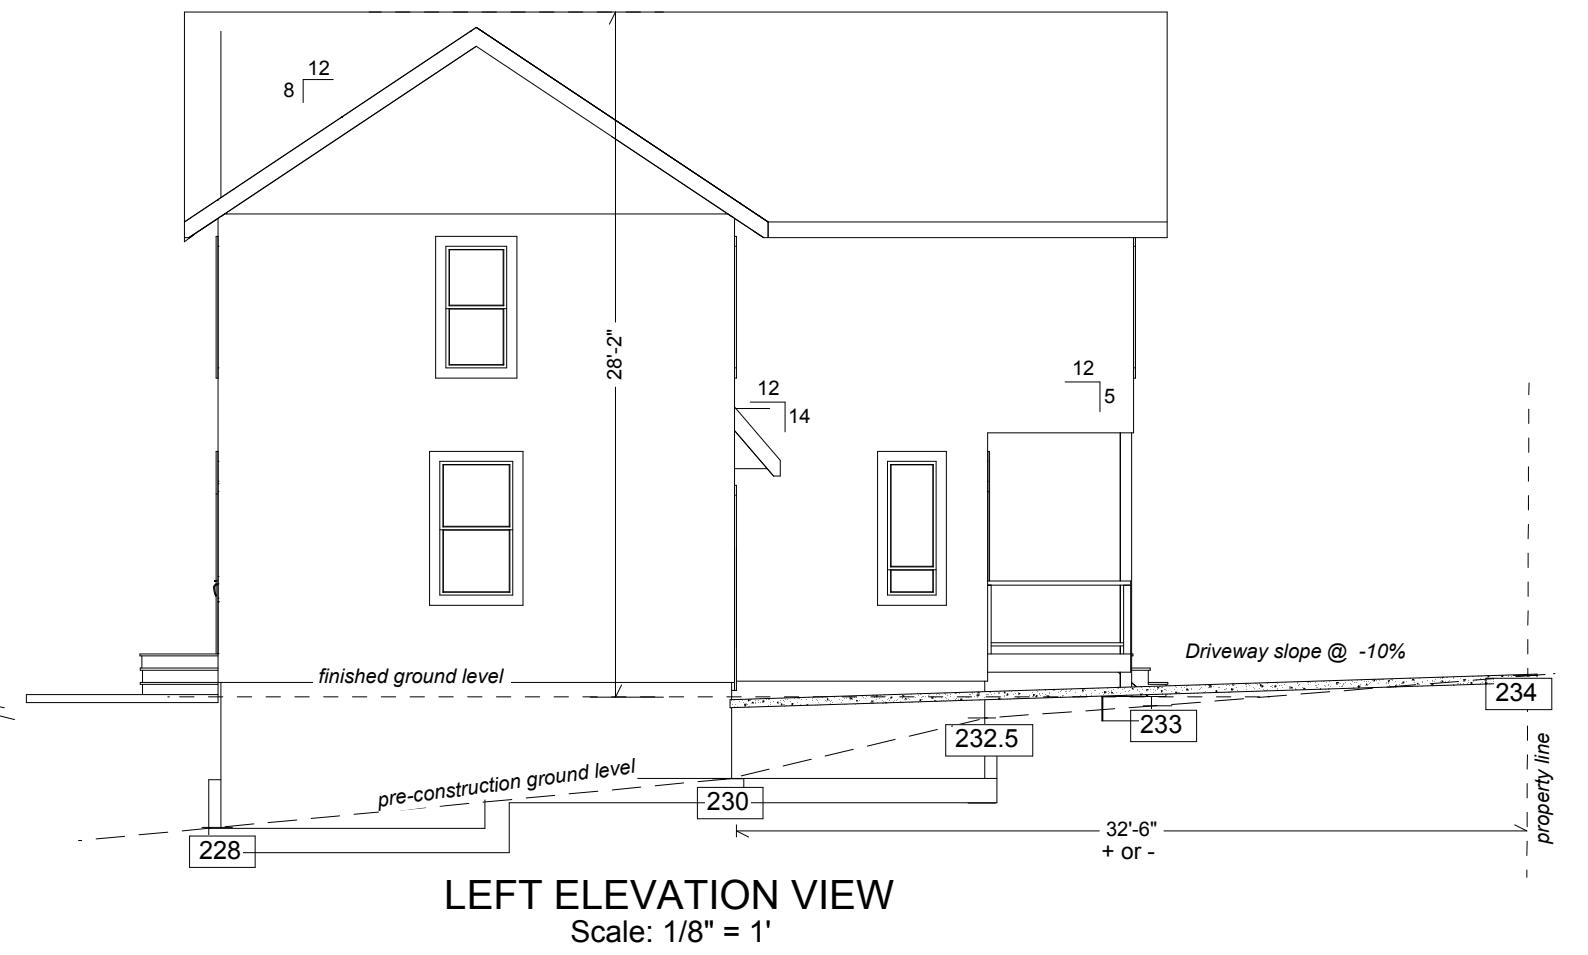 12
8
28'-2"
12
14
12
5
Driveway slope @ -10%
finished ground level
234
233
232.5
pre-construction ground level
230
property line
32'-6"
+ or -
228
LEFT ELEVATION VIEW
Scale: 1/8" = 1'